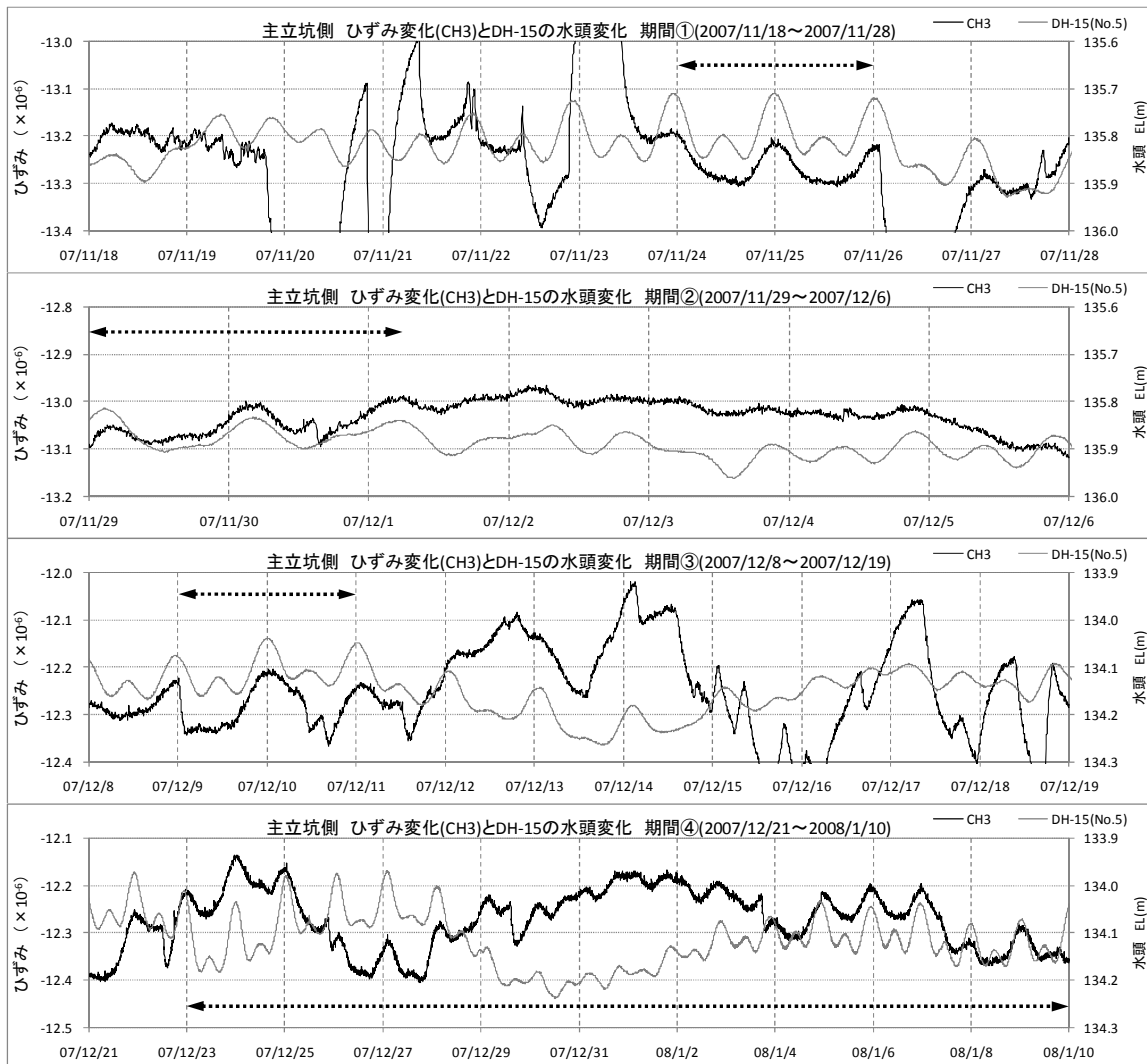 主立坑側 ひずみ変化(CH3)とDH-15の水頭変化 期間①(2007/11/18～2007/11/28)
CH3 DH-15(No.5)
ひずみ (×10⁻⁶)
-13.0
-13.1
-13.2
-13.3
-13.4
135.6
135.7
135.8
135.9
136.0
水頭 EL(m)
07/11/18 07/11/19 07/11/20 07/11/21 07/11/22 07/11/23 07/11/24 07/11/25 07/11/26 07/11/27 07/11/28
主立坑側 ひずみ変化(CH3)とDH-15の水頭変化 期間②(2007/11/29～2007/12/6)
CH3 DH-15(No.5)
ひずみ (×10⁻⁶)
-12.8
-12.9
-13.0
-13.1
-13.2
135.6
135.7
135.8
135.9
136.0
水頭 EL(m)
07/11/29 07/11/30 07/12/1 07/12/2 07/12/3 07/12/4 07/12/5 07/12/6
主立坑側 ひずみ変化(CH3)とDH-15の水頭変化 期間③(2007/12/8～2007/12/19)
CH3 DH-15(No.5)
ひずみ (×10⁻⁶)
-12.0
-12.1
-12.2
-12.3
-12.4
133.9
134.0
134.1
134.2
134.3
水頭 EL(m)
07/12/8 07/12/9 07/12/10 07/12/11 07/12/12 07/12/13 07/12/14 07/12/15 07/12/16 07/12/17 07/12/18 07/12/19
主立坑側 ひずみ変化(CH3)とDH-15の水頭変化 期間④(2007/12/21～2008/1/10)
CH3 DH-15(No.5)
ひずみ (×10⁻⁶)
-12.1
-12.2
-12.3
-12.4
-12.5
133.9
134.0
134.1
134.2
134.3
水頭 EL(m)
07/12/21 07/12/23 07/12/25 07/12/27 07/12/29 07/12/31 08/1/2 08/1/4 08/1/6 08/1/8 08/1/10